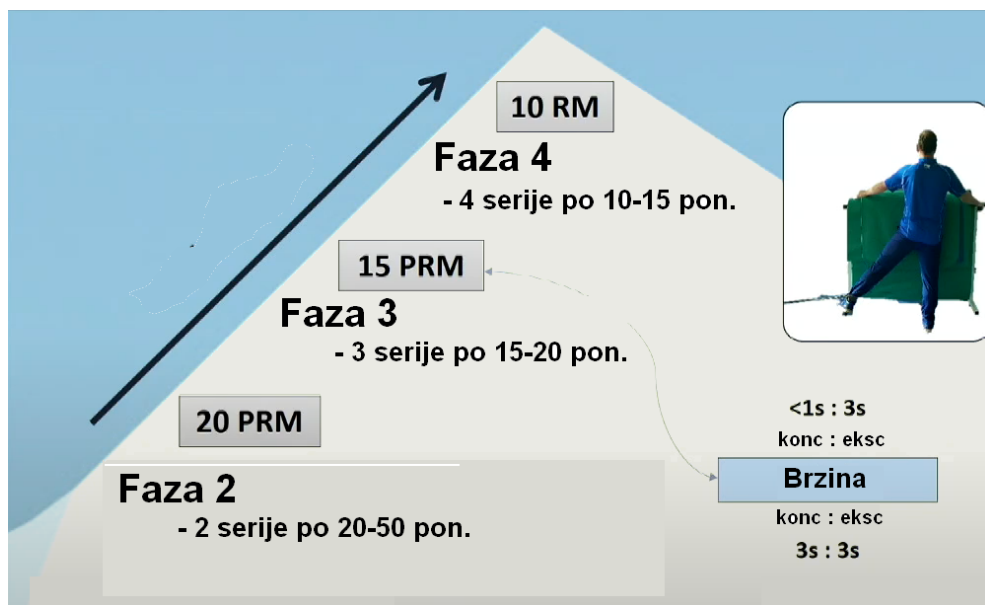 10 RM
Faza 4
- 4 serije po 10-15 pon.
15 PRM
Faza 3
- 3 serije po 15-20 pon.
20 PRM
Faza 2
- 2 serije po 20-50 pon.
<1s : 3s
konc : eksc
Brzina
konc : eksc
3s : 3s